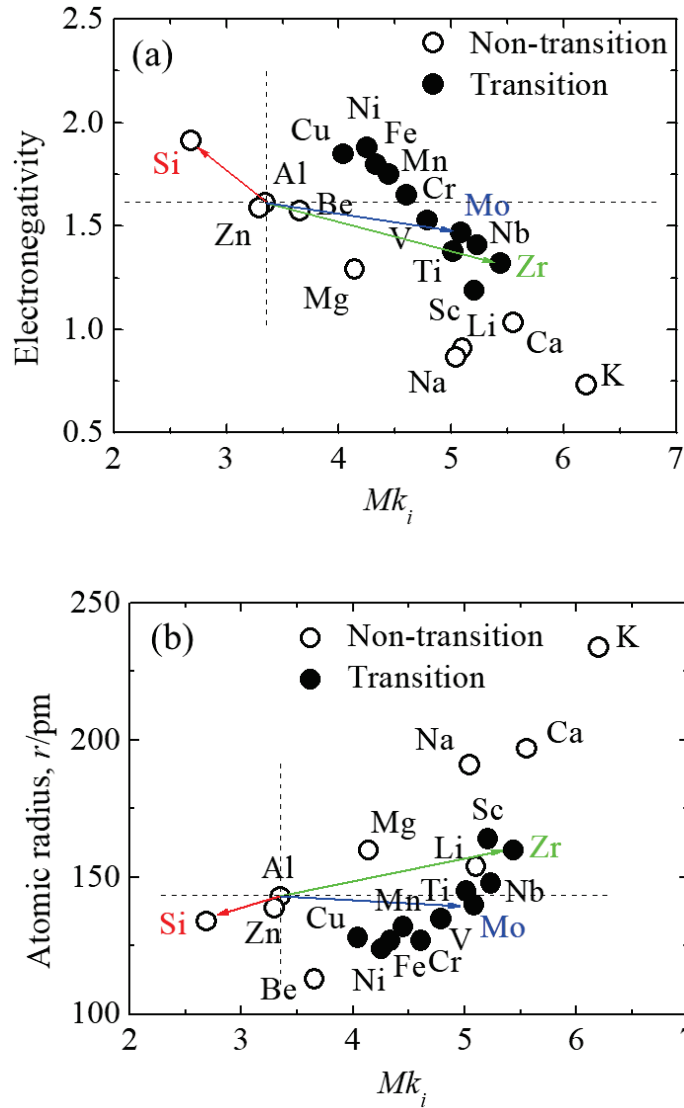 2.5
(a)
Non-transition
Transition
2.0
Ni
Cu
Fe
Mn
Si
Al
Cr
1.5
Zn
Be
Mo
V
Nb
Ti
Zr
Mg
Sc
1.0
Li
Ca
Na
K
0.5
Electronegativity
2 3 4 5 6 7
Mkᵢ
250
(b)
Non-transition
K
Transition
200
Na
Ca
Sc
Mg
Li
Zr
150
Al
Ti
Nb
Mn
Si
Zn
Cu
Mo
V
Be
Ni
Fe
Cr
100
Atomic radius, r/pm
2 3 4 5 6 7
Mkᵢ